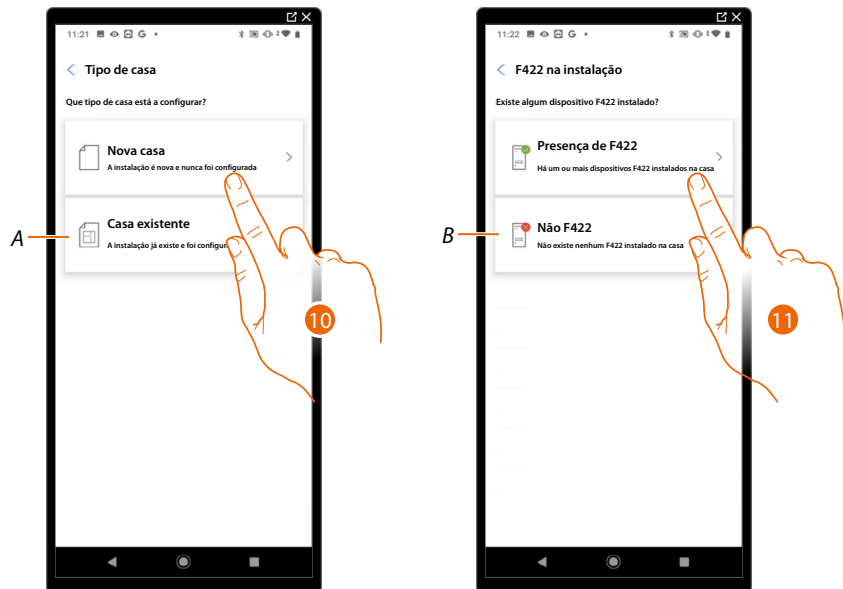 11:21 G
Tipo de casa
Que tipo de casa está a configurar?
Nova casa
A instalação é nova e nunca foi configurada
A
Casa existente
A instalação já existe e foi
10
11:22 G
F422 na instalação
Existe algum dispositivo F422 instalado?
Presença de F422
Há um ou mais dispositivos F422 instalados na casa
B
Não F422
Não existe nenhum F422 instalado na casa
11